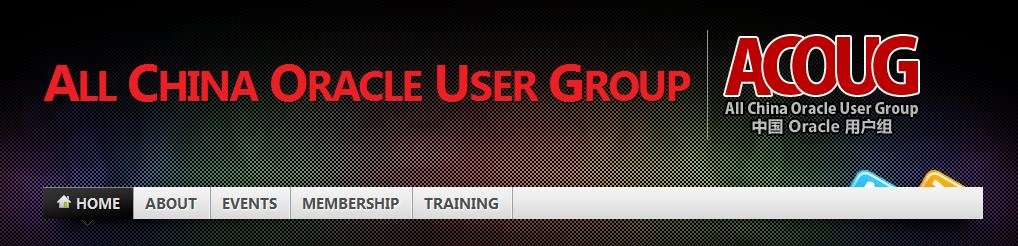 ALL CHINA ORACLE USER GROUP
ACOUG
All China Oracle User Group
中国 Oracle 用户组
HOME ABOUT EVENTS MEMBERSHIP TRAINING